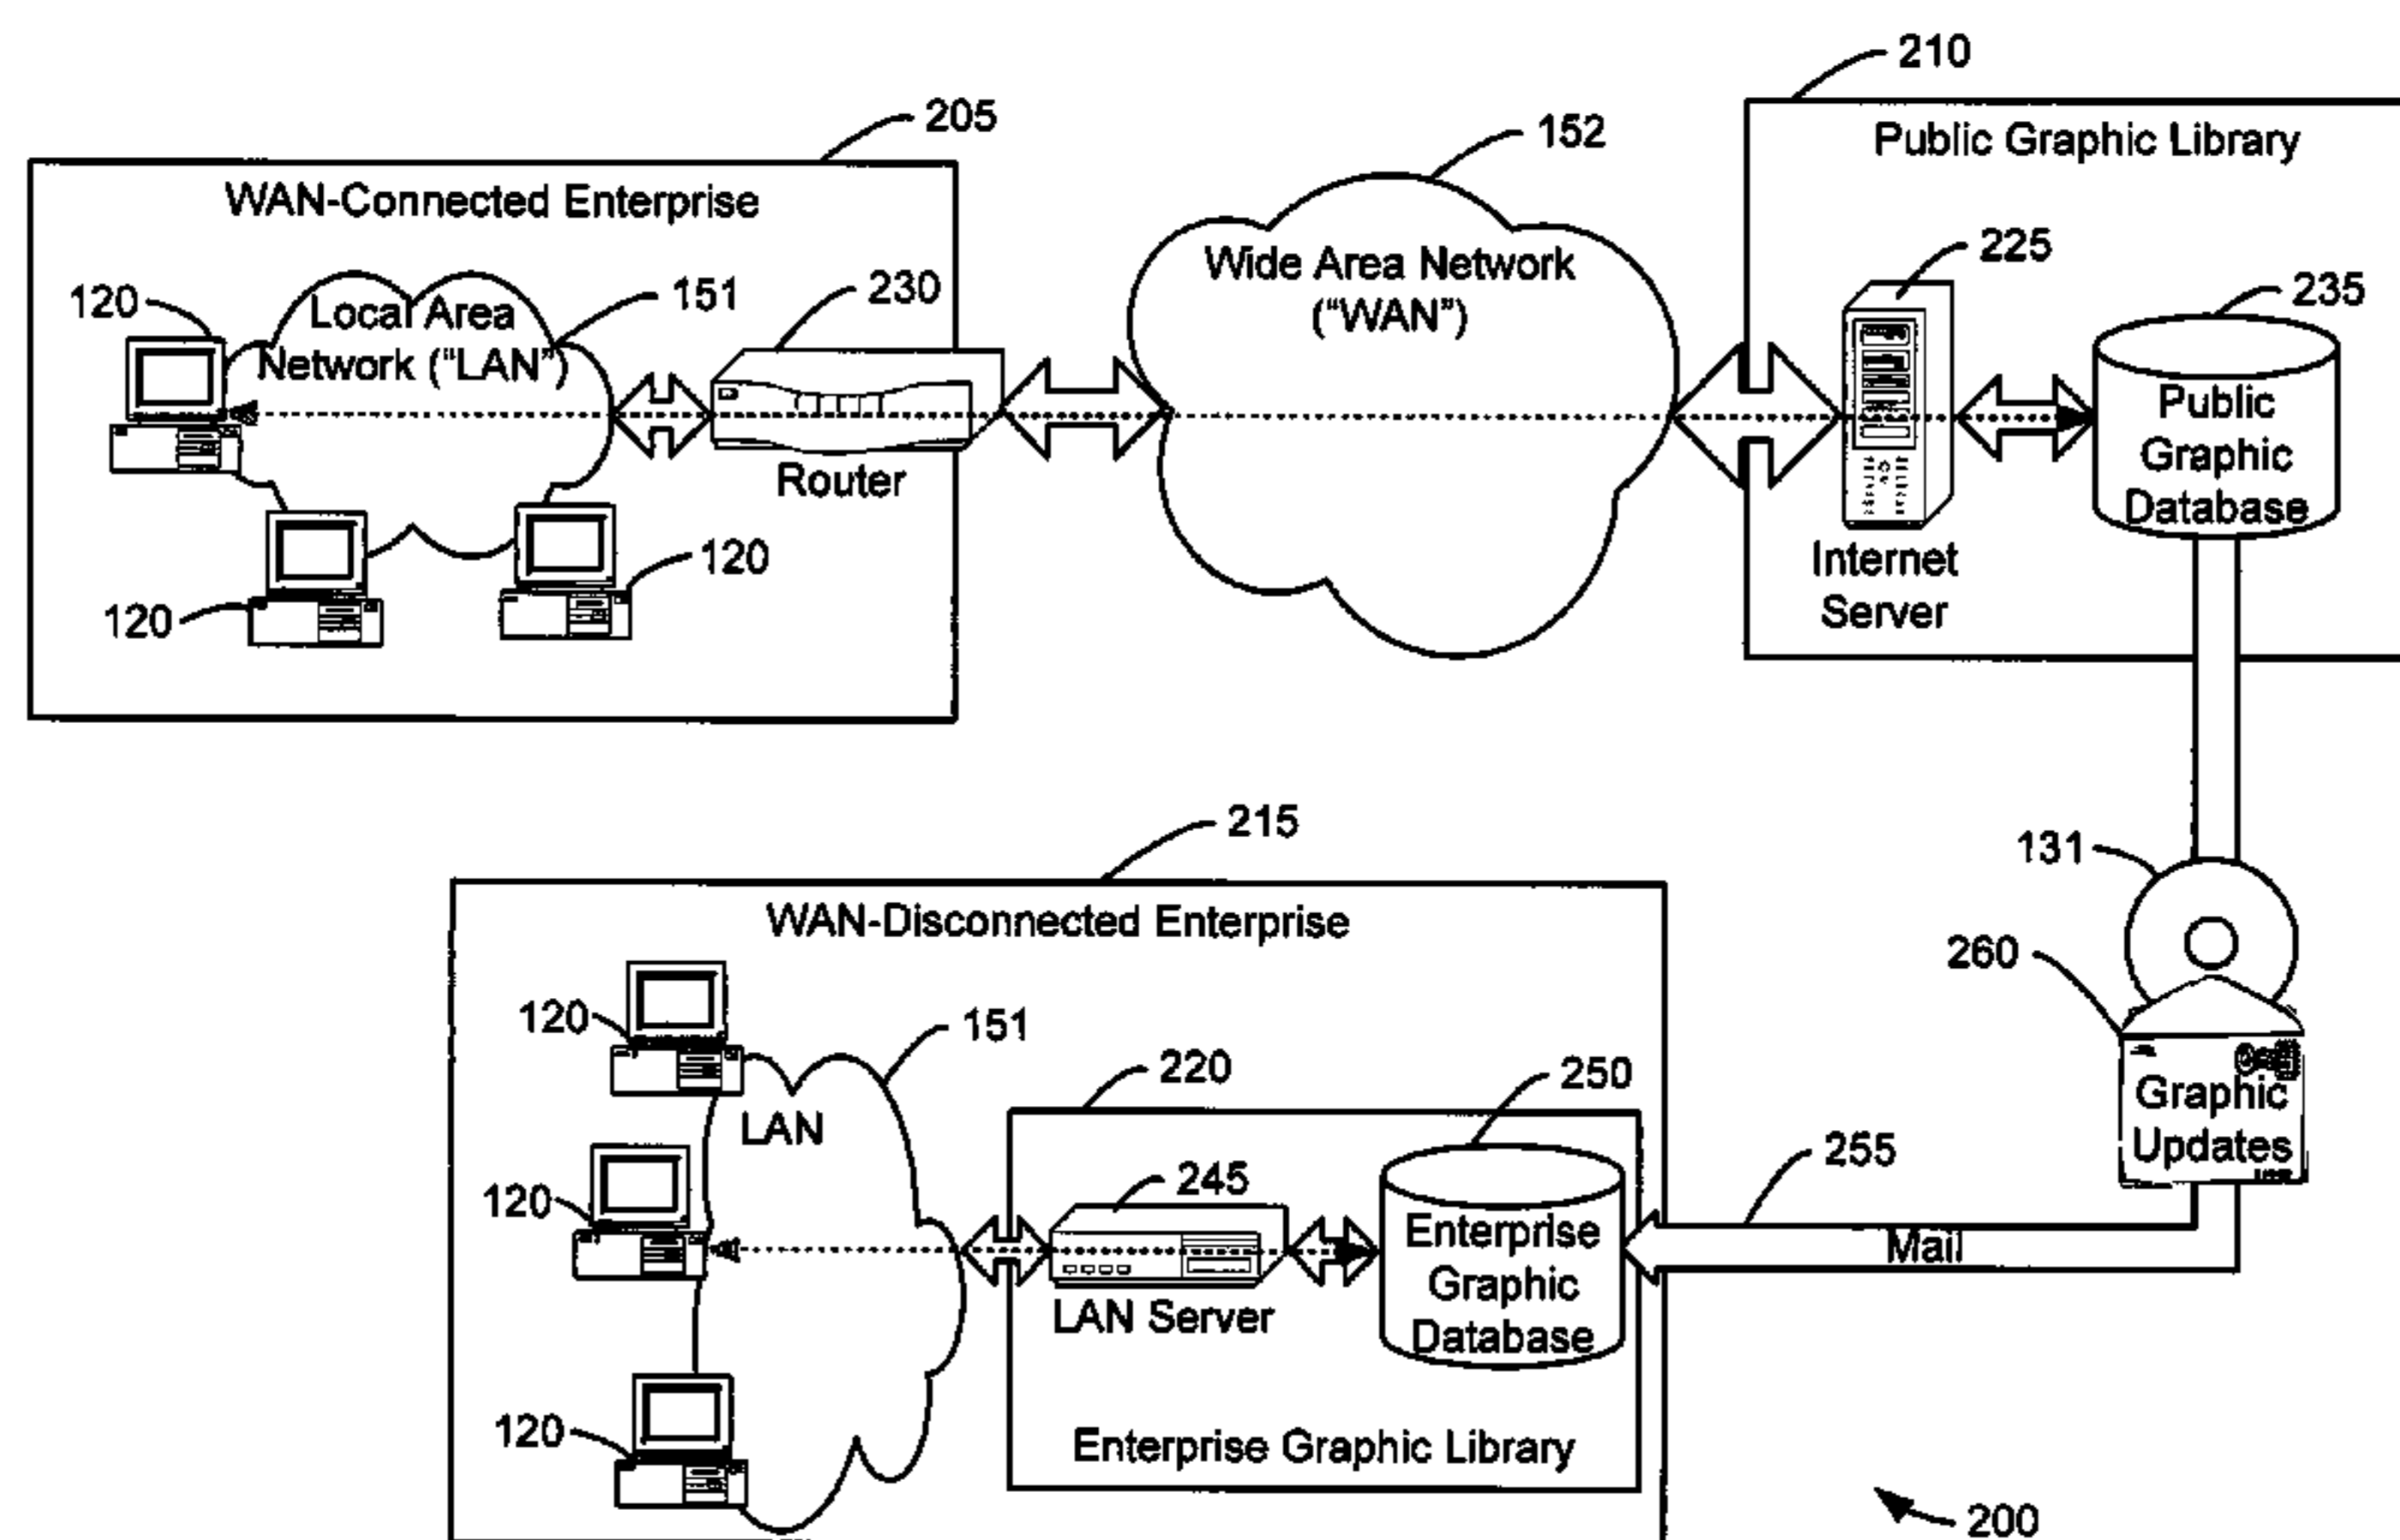 210
Public Graphic Library
205
152
WAN-Connected Enterprise
Wide Area Network
("WAN")
225
235
120
Local Area
Network ("LAN")
151
230
Router
Public
Graphic
Database
Internet
Server
120
120
215
131
WAN-Disconnected Enterprise
260
120
151
LAN
220
250
Graphic
Updates
255
120
245
Enterprise
Graphic
Database
Mail
LAN Server
120
Enterprise Graphic Library
200